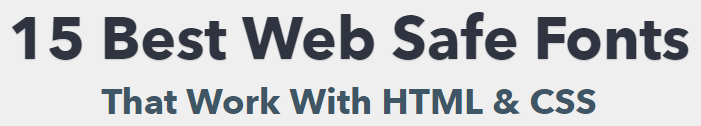 15 Best Web Safe Fonts
That Work With HTML & CSS